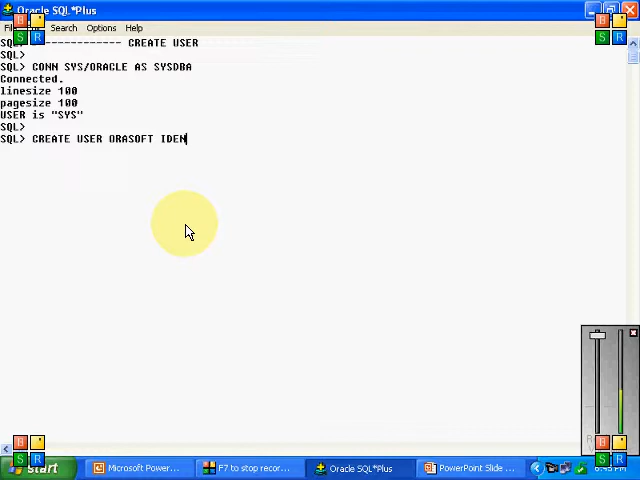 Oracle SQL*Plus
Search Options Help
SQL> ------------ CREATE USER
SQL>
SQL> CONN SYS/ORACLE AS SYSDBA
Connected.
linesize 100
pagesize 100
USER is "SYS"
SQL>
SQL> CREATE USER ORASOFT IDEN
B
S R
B
S R
B
S R
B
S R
start
Microsoft Power...
F7 to stop recor...
Oracle SQL*Plus
PowerPoint Slide ...